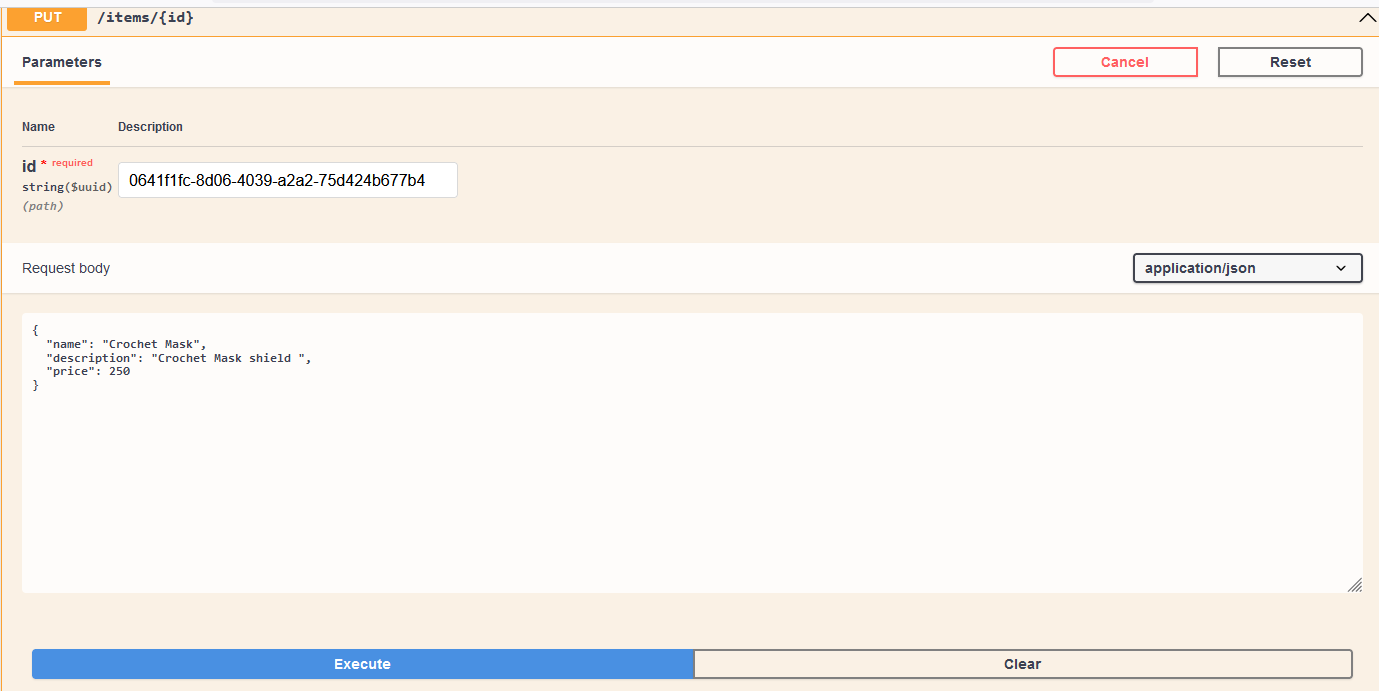 PUT /items/{id}
Parameters Cancel Reset
Name Description
id * required
string($uuid)
(path)
0641f1fc-8d06-4039-a2a2-75d424b677b4
Request body application/json
{
"name": "Crochet Mask",
"description": "Crochet Mask shield ",
"price": 250
}
Execute Clear